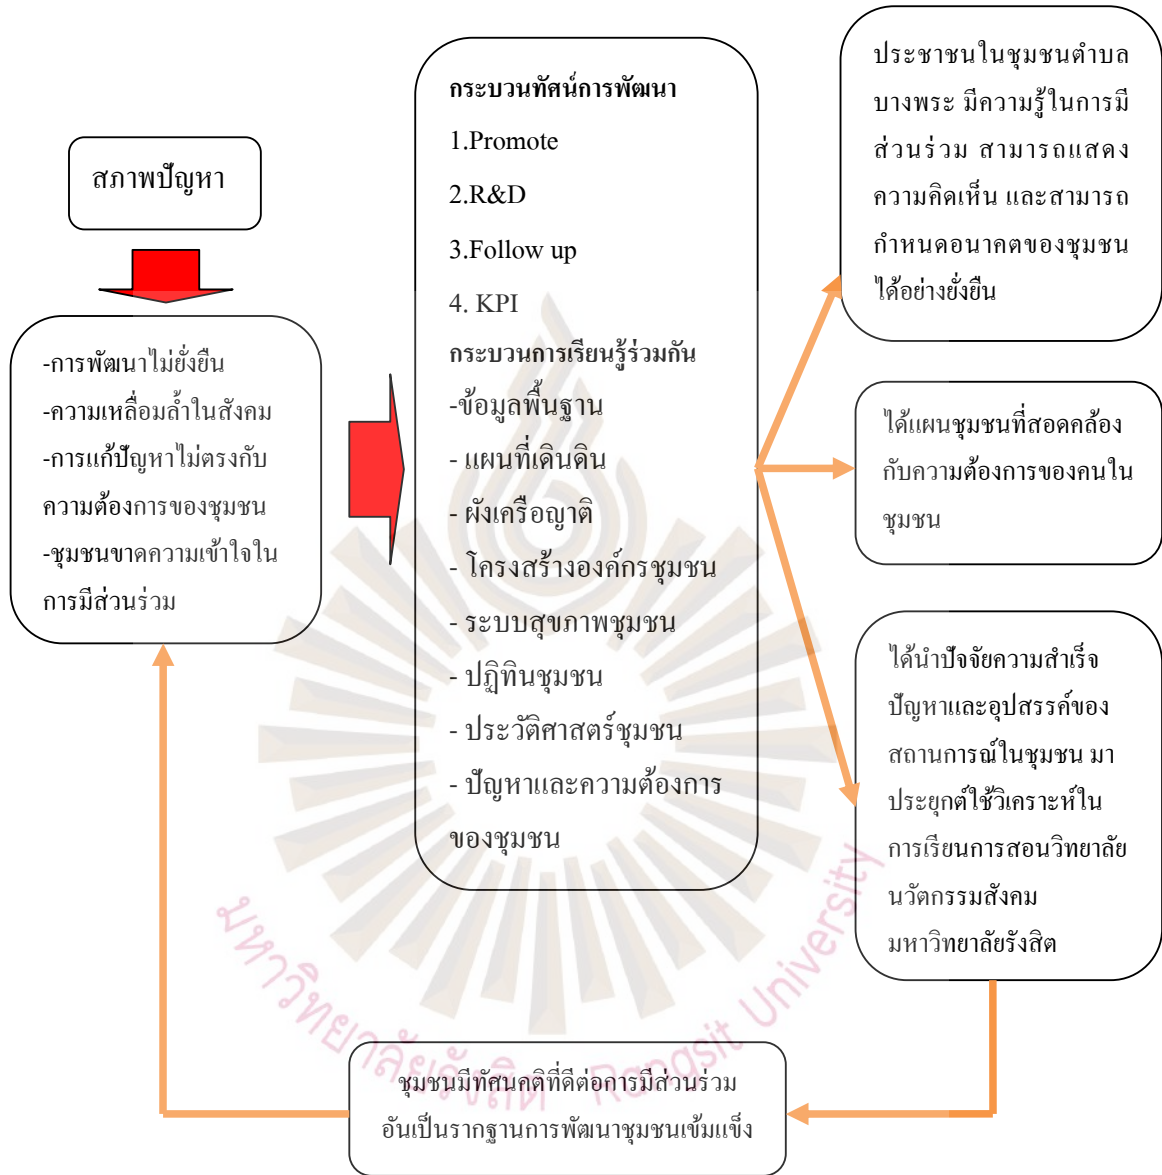 สภาพปัญหา
-การพัฒนาไม่ยั่งยืน
-ความเหลื่อมล้ำในสังคม
-การแก้ปัญหาไม่ตรงกับ
ความต้องการของชุมชน
-ชุมชนขาดความเข้าใจใน
การมีส่วนร่วม
กระบวนทัศน์การพัฒนา
1.Promote
2.R&D
3.Follow up
4. KPI
กระบวนการเรียนรู้ร่วมกัน
-ข้อมูลพื้นฐาน
- แผนที่เดินดิน
- ผังเครือญาติ
- โครงสร้างองค์กรชุมชน
- ระบบสุขภาพชุมชน
- ปฏิทินชุมชน
- ประวัติศาสตร์ชุมชน
- ปัญหาและความต้องการ
ของชุมชน
ประชาชนในชุมชนตำบล
บางพระ มีความรู้ในการมี
ส่วนร่วม สามารถแสดง
ความคิดเห็น และสามารถ
กำหนดอนาคตของชุมชน
ได้อย่างยั่งยืน
ได้แผนชุมชนที่สอดคล้อง
กับความต้องการของคนใน
ชุมชน
ได้นำปัจจัยความสำเร็จ
ปัญหาและอุปสรรค์ของ
สถานการณ์ในชุมชน มา
ประยุกต์ใช้วิเคราะห์ใน
การเรียนการสอนวิทยาลัย
นวัตกรรมสังคม
มหาวิทยาลัยรังสิต
ชุมชนมีทัศนคติที่ดีต่อการมีส่วนร่วม
อันเป็นรากฐานการพัฒนาชุมชนเข้มแข็ง
มหาวิทยาลัยรังสิต Rangsit University